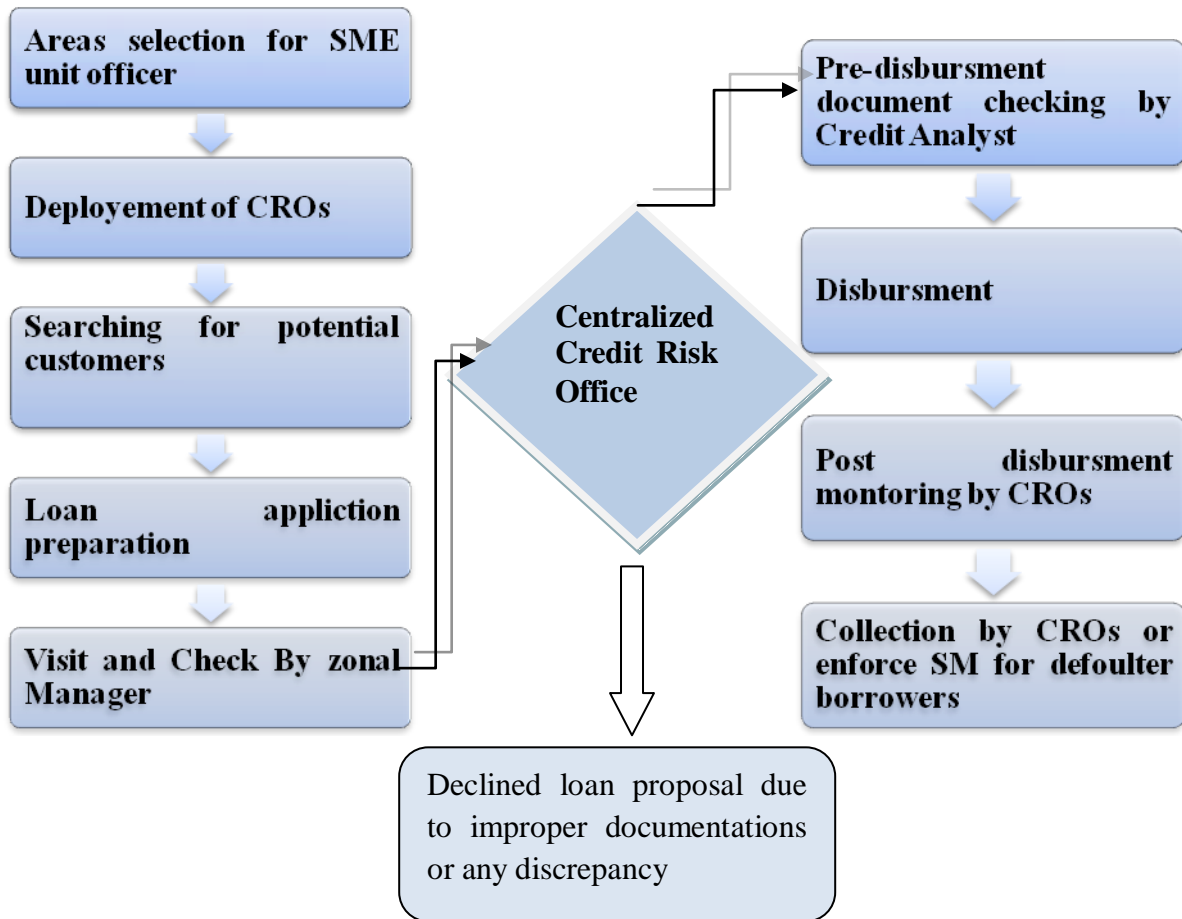 Areas selection for SME
unit officer
Deployement of CROs
Searching for potential
customers
Loan appliction
preparation
Visit and Check By zonal
Manager
Centralized
Credit Risk
Office
Declined loan proposal due
to improper documentations
or any discrepancy
Pre-disbursment
document checking by
Credit Analyst
Disbursment
Post disbursment
montoring by CROs
Collection by CROs or
enforce SM for defoulter
borrowers